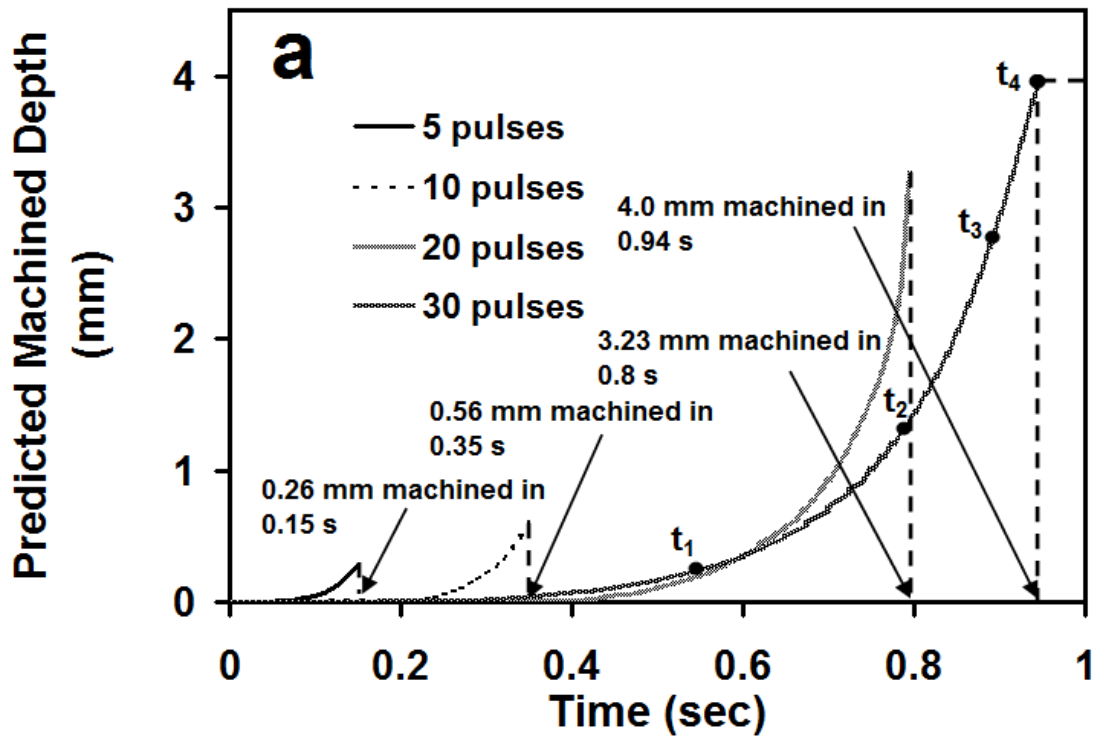 a
Predicted Machined Depth
(mm)
4
3
2
1
0
5 pulses
10 pulses
20 pulses
30 pulses
t4
t3
t2
t1
4.0 mm machined in
0.94 s
3.23 mm machined in
0.8 s
0.56 mm machined in
0.35 s
0.26 mm machined in
0.15 s
0 0.2 0.4 0.6 0.8 1
Time (sec)